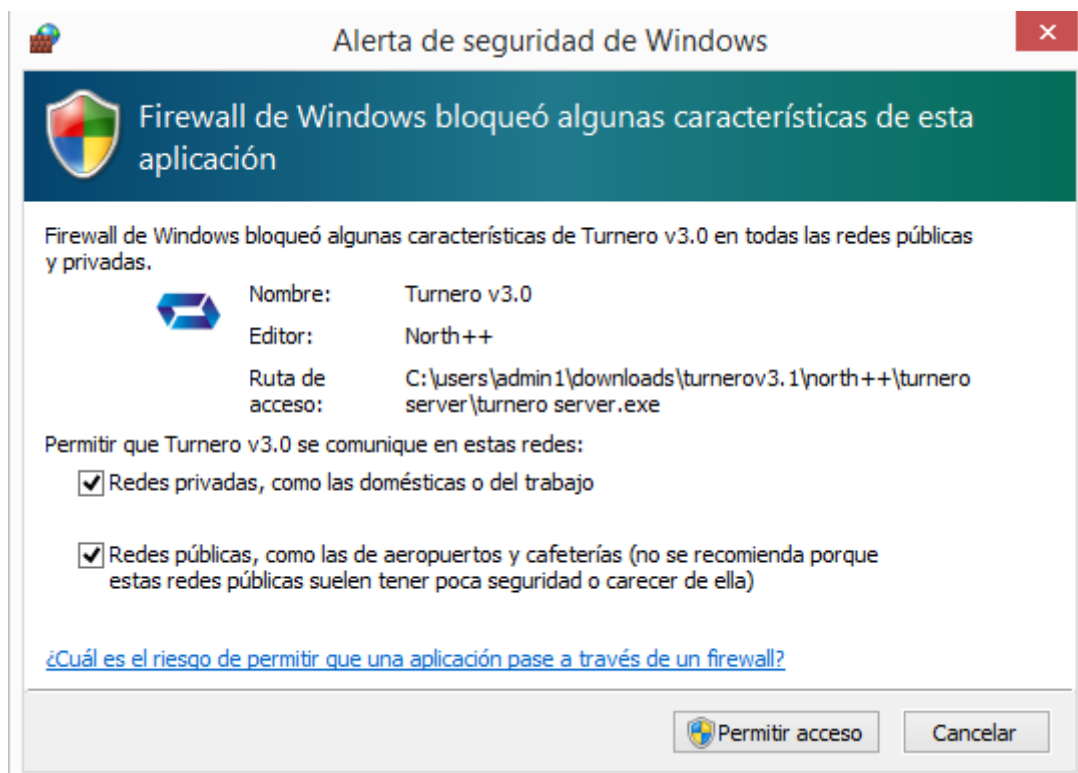 Alerta de seguridad de Windows
Firewall de Windows bloqueó algunas características de esta
aplicación
Firewall de Windows bloqueó algunas características de Turnero v3.0 en todas las redes públicas
y privadas.
Nombre: Turnero v3.0
Editor: North++
Ruta de C:\users\admin1\downloads\turnerov3.1\north++\turnero
acceso: server\turnero server.exe
Permitir que Turnero v3.0 se comunique en estas redes:
Redes privadas, como las domésticas o del trabajo
Redes públicas, como las de aeropuertos y cafeterías (no se recomienda porque
estas redes públicas suelen tener poca seguridad o carecer de ella)
¿Cuál es el riesgo de permitir que una aplicación pase a través de un firewall?
Permitir acceso Cancelar